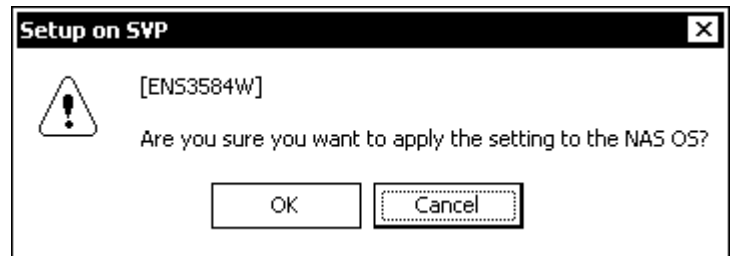 Setup on SVP
[ENS3584W]
Are you sure you want to apply the setting to the NAS OS?
OK Cancel